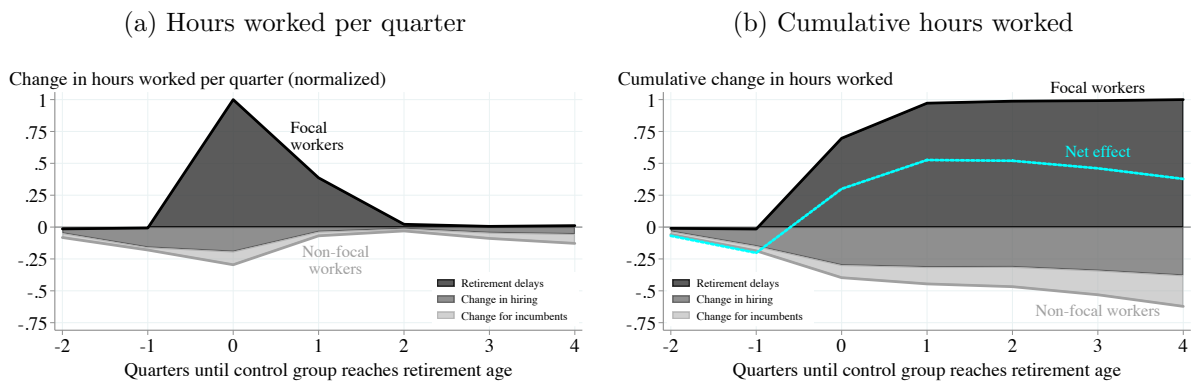 (a) Hours worked per quarter
Change in hours worked per quarter (normalized)
1
.75
.5
.25
0
-.25
-.5
-.75
Focal
workers
Non-focal
workers
Retirement delays
Change in hiring
Change for incumbents
-2 -1 0 1 2 3 4
Quarters until control group reaches retirement age
(b) Cumulative hours worked
Cumulative change in hours worked
1
.75
.5
.25
0
-.25
-.5
-.75
Focal workers
Net effect
Non-focal workers
Retirement delays
Change in hiring
Change for incumbents
-2 -1 0 1 2 3 4
Quarters until control group reaches retirement age